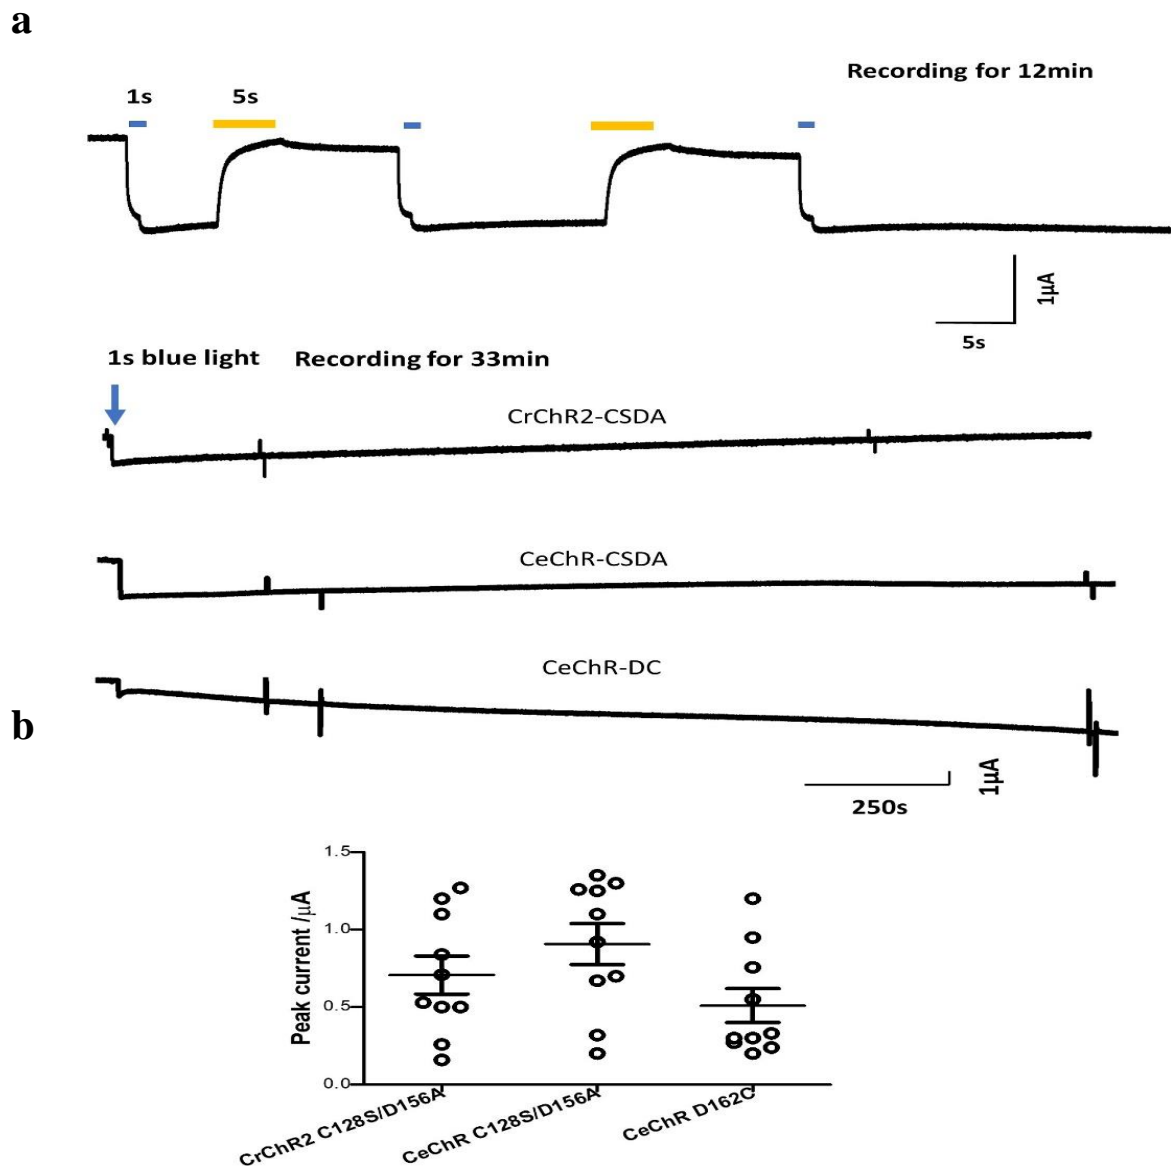 a
Recording for 12min
1s 5s
1µA
5s
1s blue light Recording for 33min
CrChR2-CSDA
CeChR-CSDA
CeChR-DC
b
1µA
250s
1.5
1.0
0.5
0.0
Peak current /µA
CrChR2 C128S/D156A
CeChR C128S/D156A
CeChR D162C